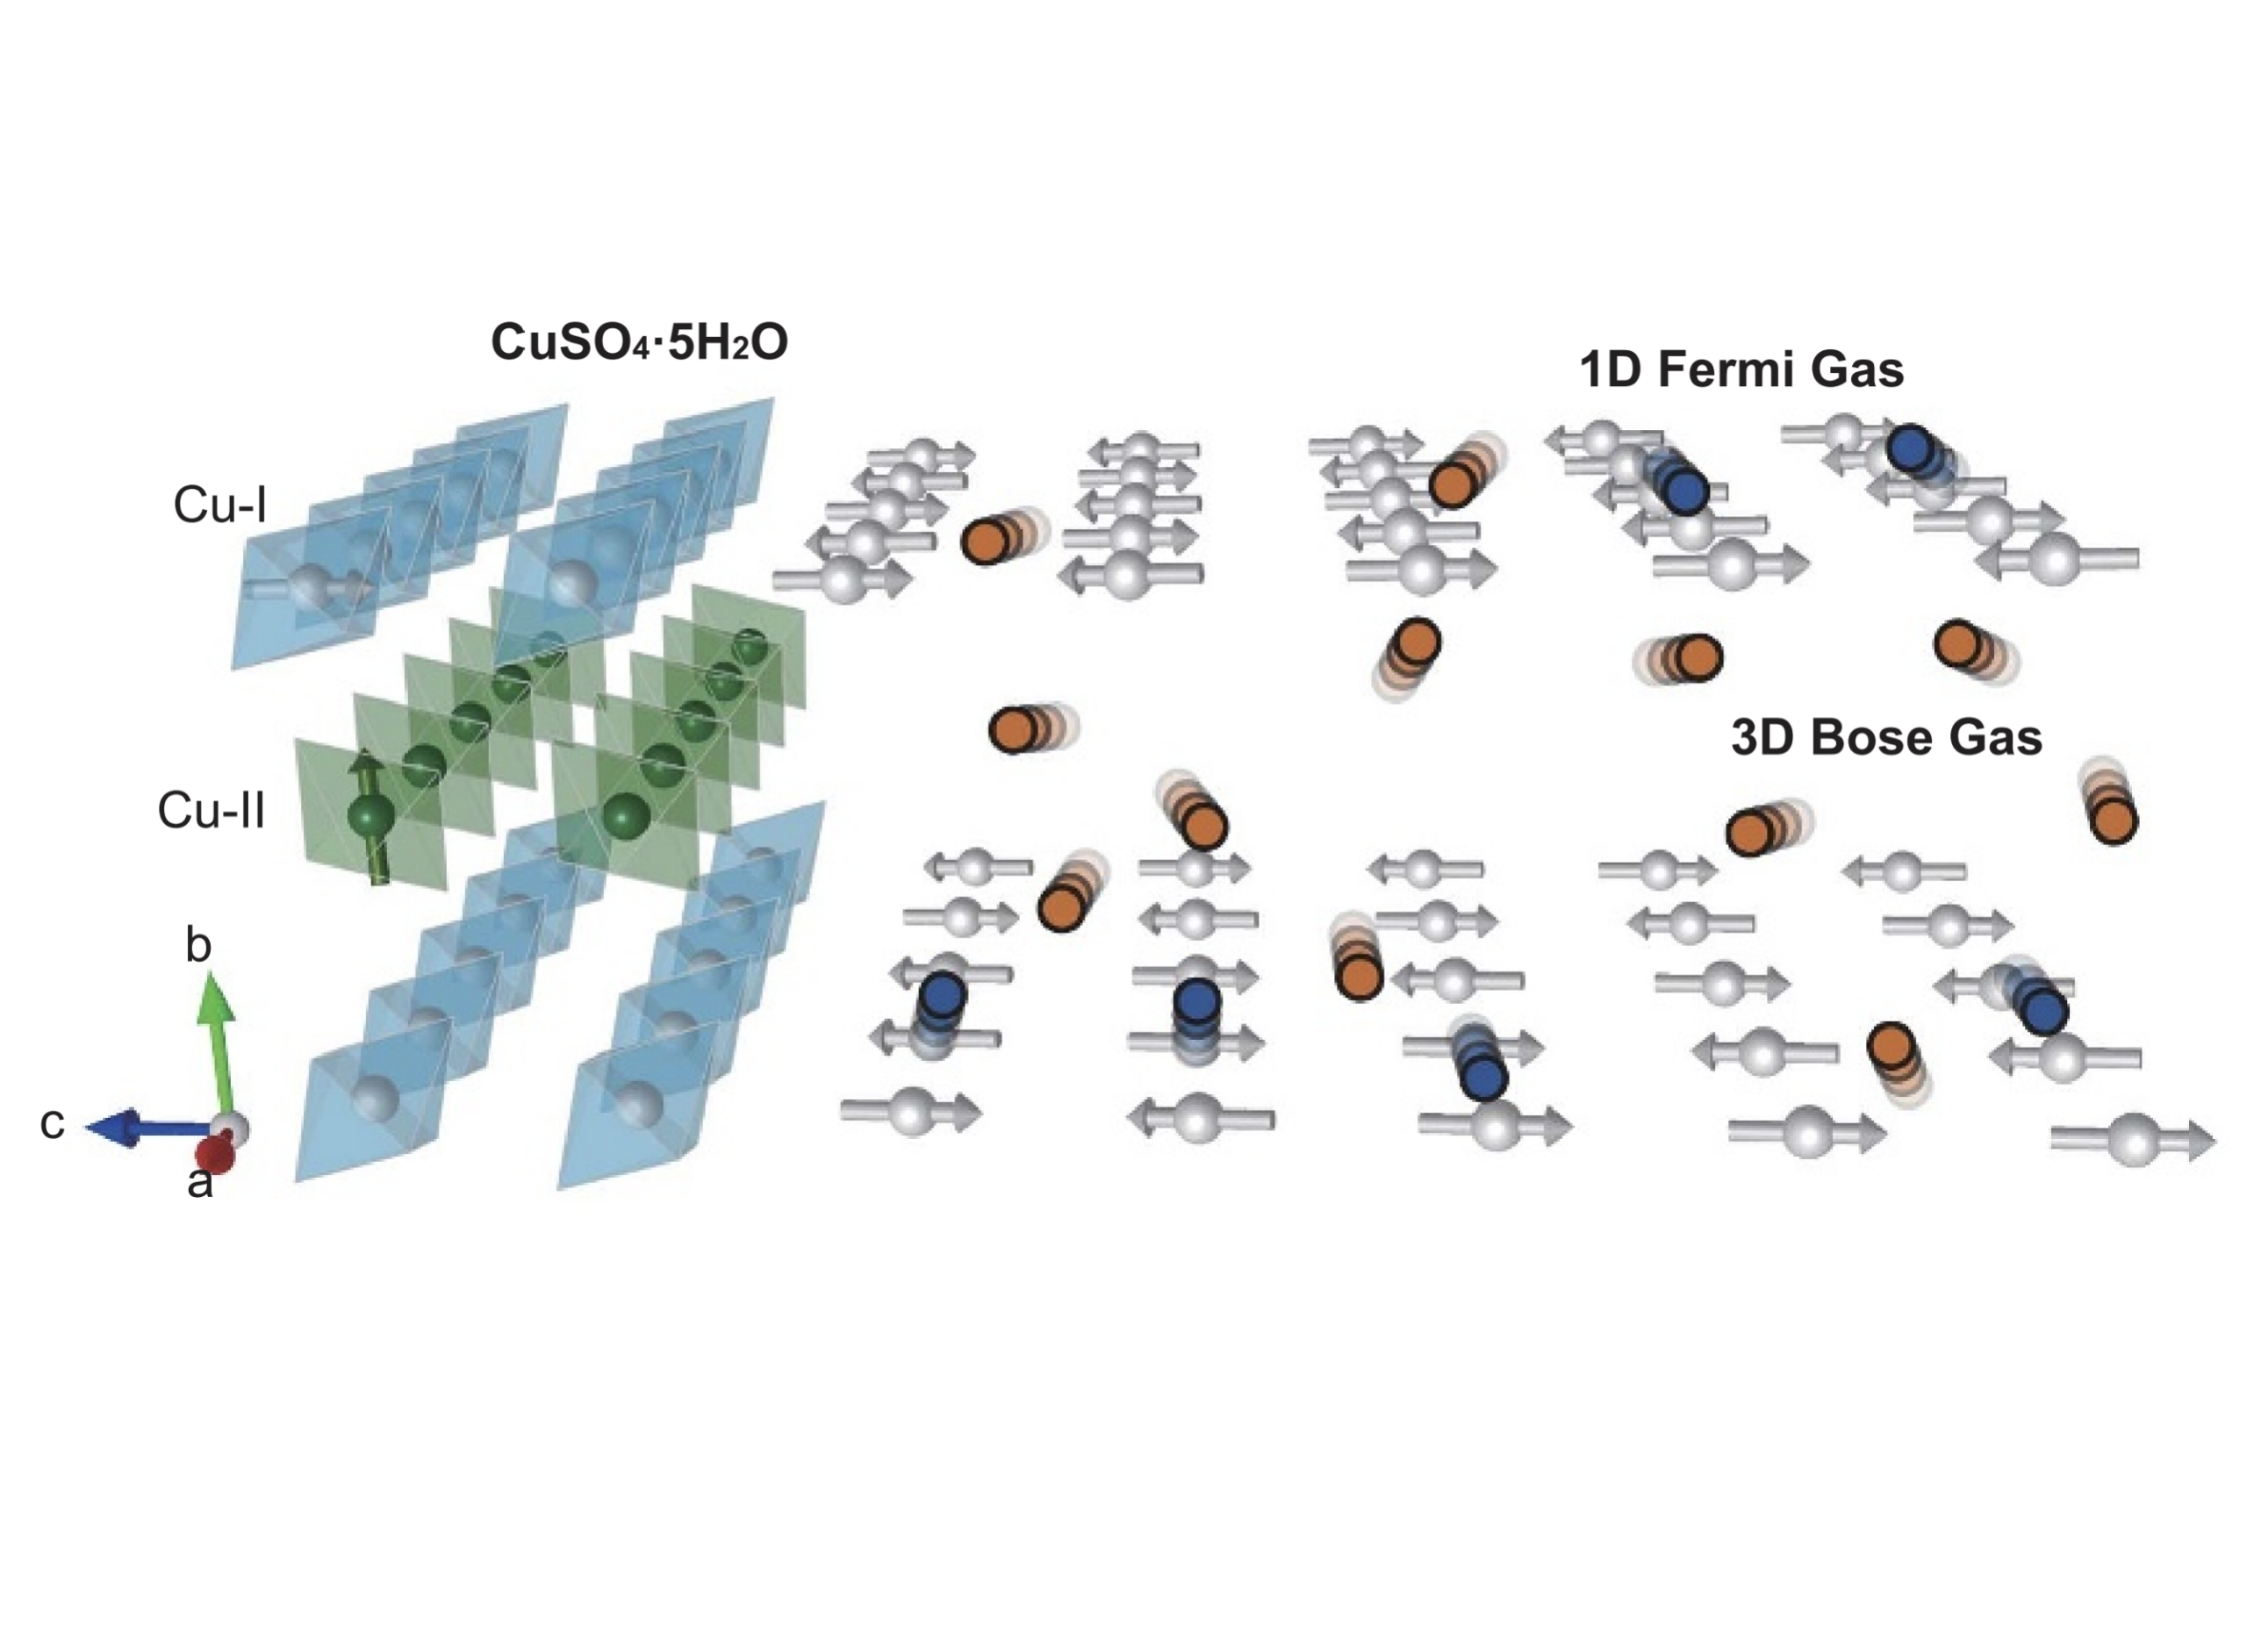 CuSO₄·5H₂O
1D Fermi Gas
Cu-I
3D Bose Gas
Cu-II
b
c
a